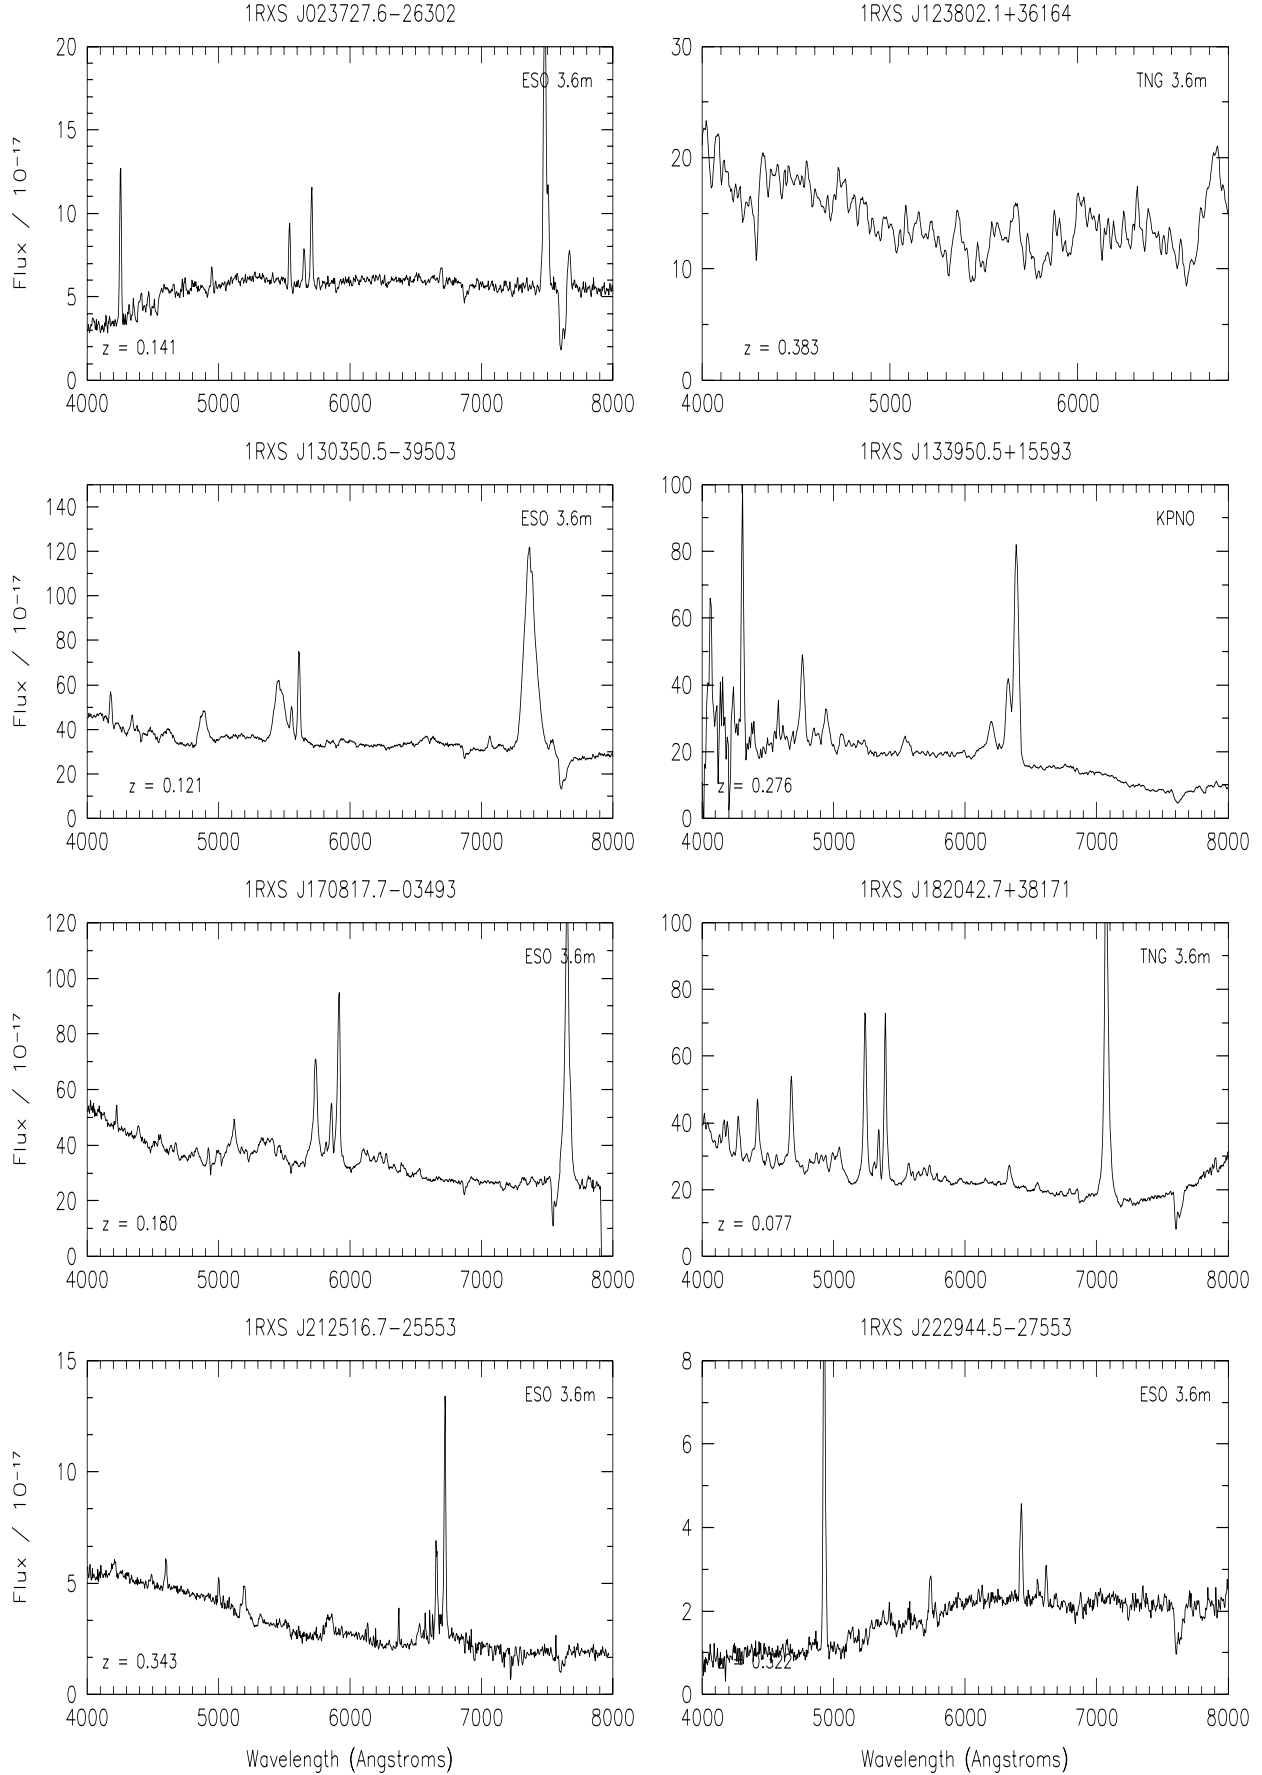 1RXS J023727.6−26302
1RXS J123802.1+36164
20
15
10
5
0
Flux / 10⁻¹⁷
ESO 3.6m
z = 0.141
4000 5000 6000 7000 8000
30
20
10
0
TNG 3.6m
z = 0.383
4000 5000 6000
1RXS J130350.5−39503
1RXS J133950.5+15593
140
120
100
80
60
40
20
0
Flux / 10⁻¹⁷
ESO 3.6m
z = 0.121
4000 5000 6000 7000 8000
100
80
60
40
20
0
KPNO
z = 0.276
4000 5000 6000 7000 8000
1RXS J170817.7−03493
1RXS J182042.7+38171
120
100
80
60
40
20
0
Flux / 10⁻¹⁷
ESO 3.6m
z = 0.180
4000 5000 6000 7000 8000
100
80
60
40
20
0
TNG 3.6m
z = 0.077
4000 5000 6000 7000 8000
1RXS J212516.7−25553
1RXS J222944.5−27553
15
10
5
0
Flux / 10⁻¹⁷
ESO 3.6m
z = 0.343
4000 5000 6000 7000 8000
Wavelength (Angstroms)
8
6
4
2
0
ESO 3.6m
z = 0.322
4000 5000 6000 7000 8000
Wavelength (Angstroms)